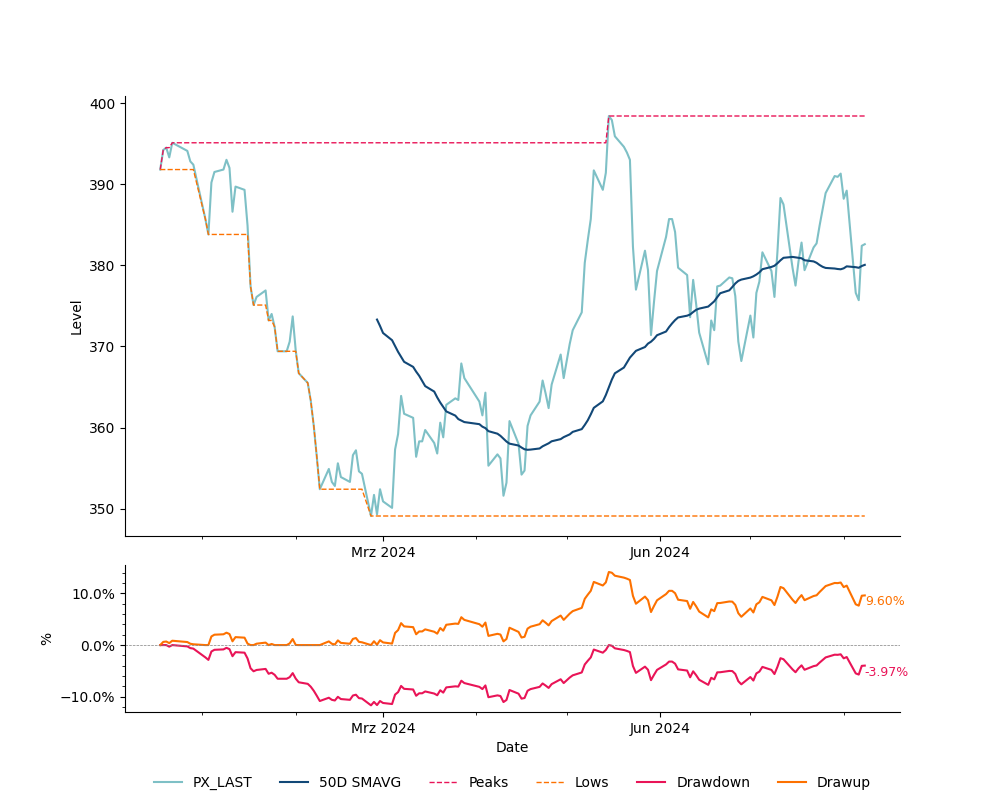 400
390
380
370
360
350
Level
Mrz 2024
Jun 2024
10.0%
0.0%
−10.0%
%
9.60%
-3.97%
Mrz 2024
Jun 2024
Date
PX_LAST
50D SMAVG
Peaks
Lows
Drawdown
Drawup